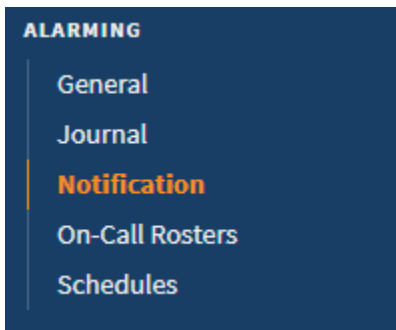 ALARMING
General
Journal
Notification
On-Call Rosters
Schedules